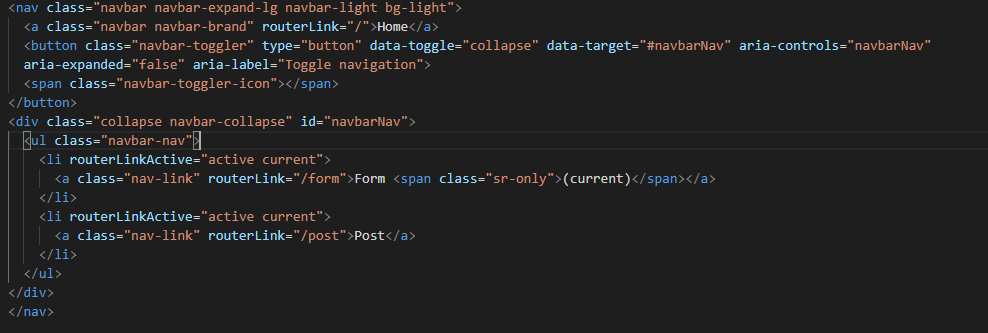 <nav class="navbar navbar-expand-lg navbar-light bg-light">
<a class="navbar navbar-brand" routerLink="/">Home</a>
<button class="navbar-toggler" type="button" data-toggle="collapse" data-target="#navbarNav" aria-controls="navbarNav"
aria-expanded="false" aria-label="Toggle navigation">
<span class="navbar-toggler-icon"></span>
</button>
<div class="collapse navbar-collapse" id="navbarNav">
<ul class="navbar-nav">
<li routerLinkActive="active current">
<a class="nav-link" routerLink="/form">Form <span class="sr-only">(current)</span></a>
</li>
<li routerLinkActive="active current">
<a class="nav-link" routerLink="/post">Post</a>
</li>
</ul>
</div>
</nav>